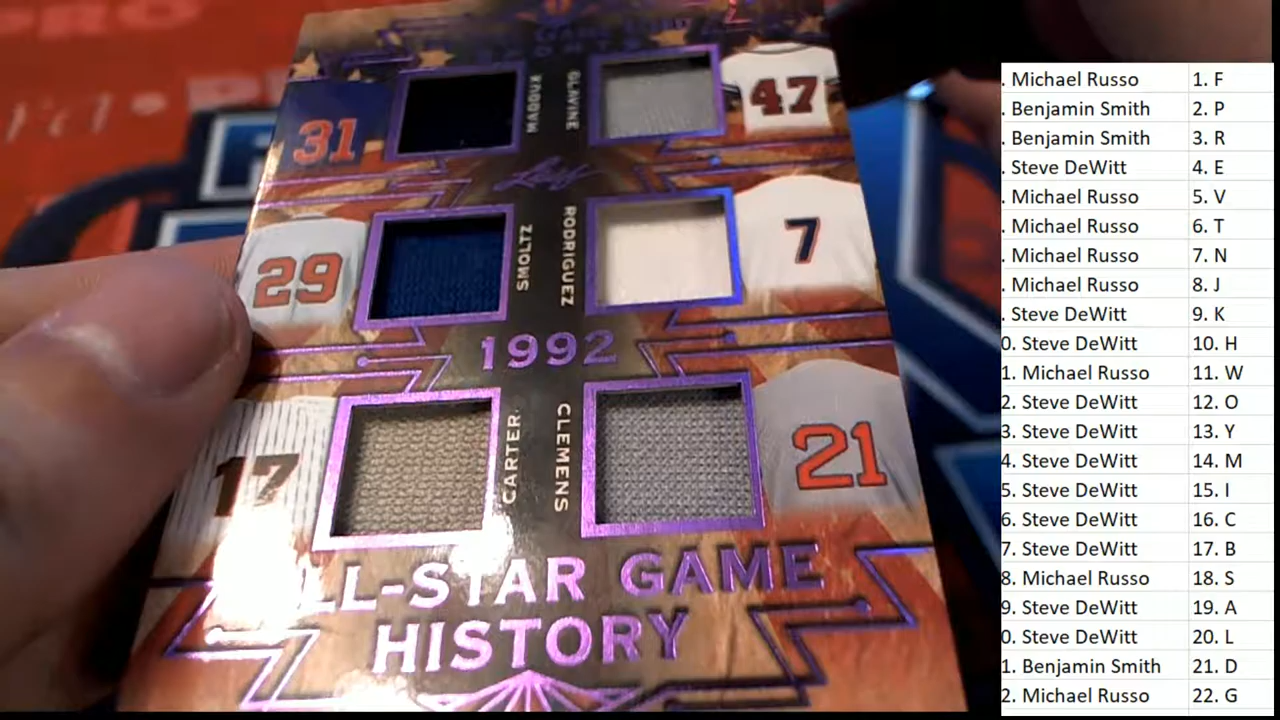 MADDUX
GLAVINE
31
47
Leaf
29
SMOLTZ
RODRIGUEZ
7
1992
17
CARTER
CLEMENS
21
LL-STAR GAME
HISTORY
. Michael Russo 1. F
. Benjamin Smith 2. P
. Benjamin Smith 3. R
. Steve DeWitt 4. E
. Michael Russo 5. V
. Michael Russo 6. T
. Michael Russo 7. N
. Michael Russo 8. J
. Steve DeWitt 9. K
0. Steve DeWitt 10. H
1. Michael Russo 11. W
2. Steve DeWitt 12. O
3. Steve DeWitt 13. Y
4. Steve DeWitt 14. M
5. Steve DeWitt 15. I
6. Steve DeWitt 16. C
7. Steve DeWitt 17. B
8. Michael Russo 18. S
9. Steve DeWitt 19. A
0. Steve DeWitt 20. L
1. Benjamin Smith 21. D
2. Michael Russo 22. G